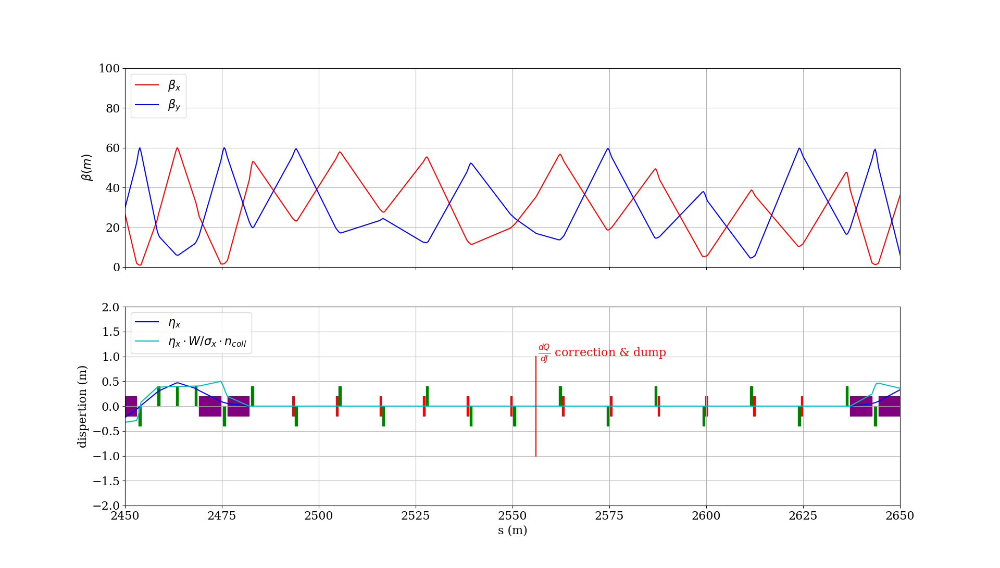 100
80
60
40
20
0
β(m)
βx
βy
2.0
1.5
1.0
0.5
0.0
−0.5
−1.0
−1.5
−2.0
dispertion (m)
ηx
ηx · W/σx · ncoll
dQ/dJ correction & dump
2450 2475 2500 2525 2550 2575 2600 2625 2650
s (m)